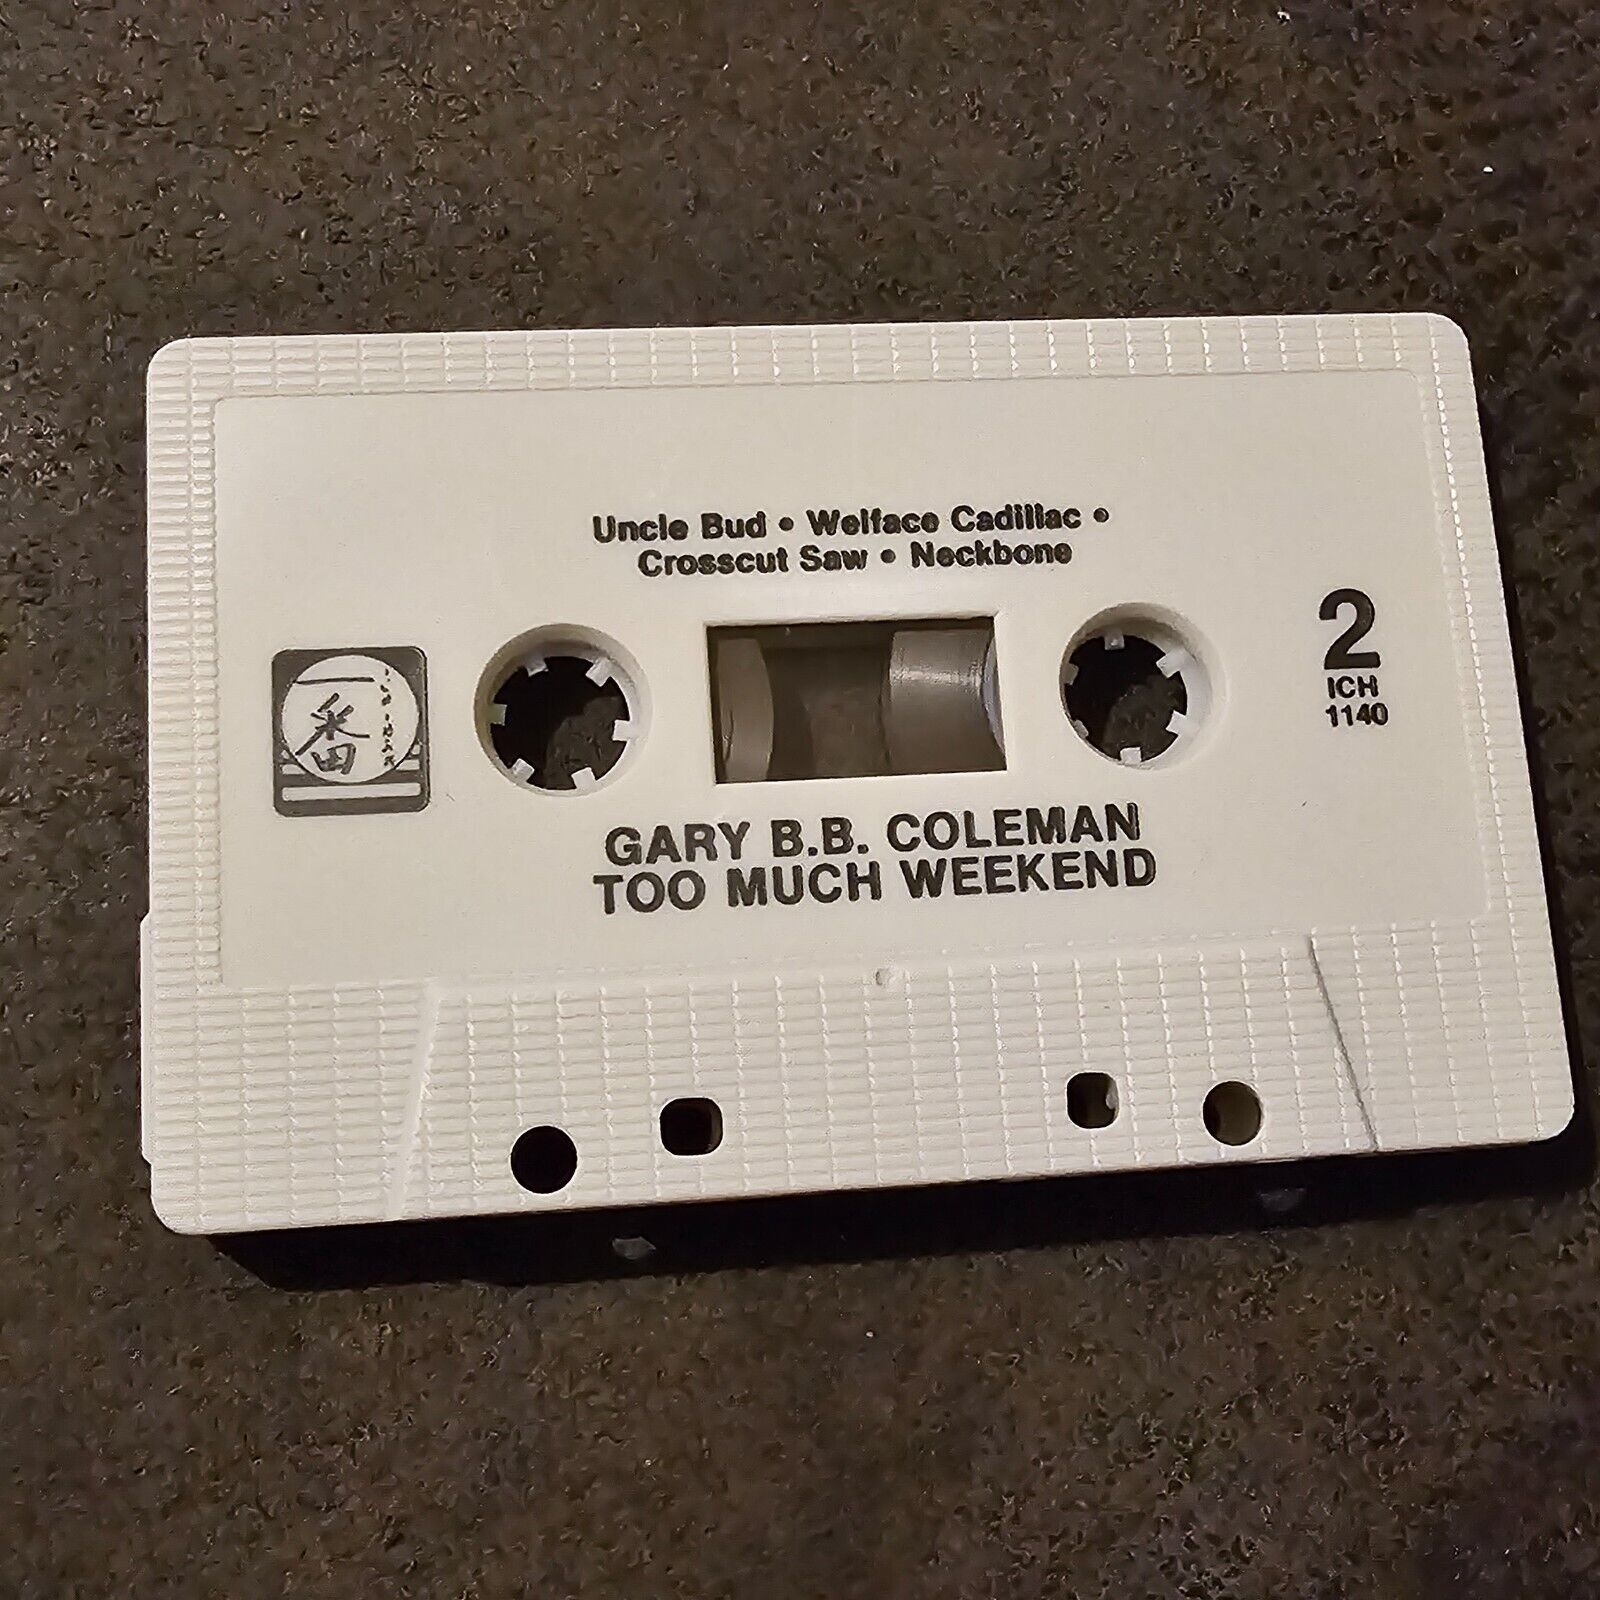 Uncle Bud • Welface Cadillac •
Crosscut Saw • Neckbone
2
ICH
1140
一番
GARY B.B. COLEMAN
TOO MUCH WEEKEND